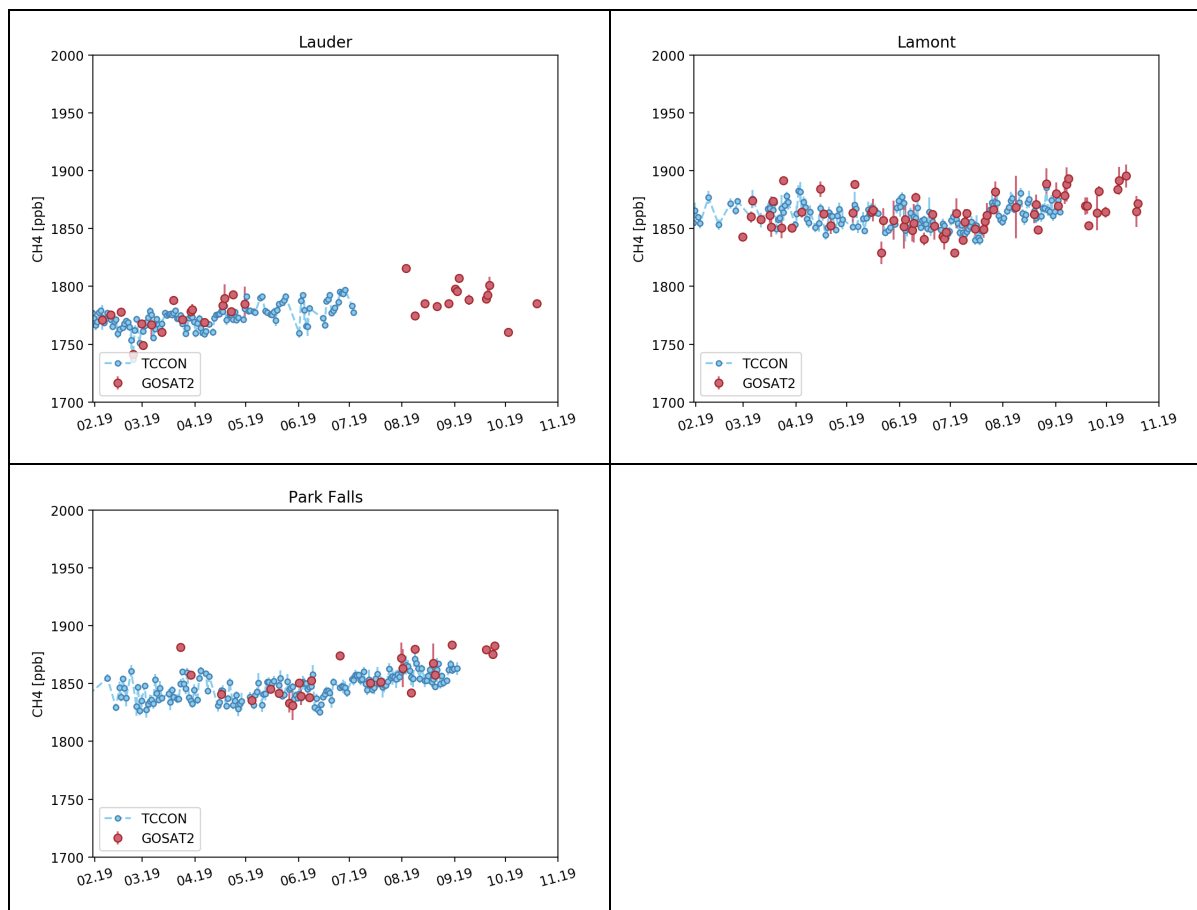 Lauder
2000
1950
1900
1850
1800
1750
1700
CH4 [ppb]
TCCON
GOSAT2
02.19 03.19 04.19 05.19 06.19 07.19 08.19 09.19 10.19 11.19
Lamont
2000
1950
1900
1850
1800
1750
1700
CH4 [ppb]
TCCON
GOSAT2
02.19 03.19 04.19 05.19 06.19 07.19 08.19 09.19 10.19 11.19
Park Falls
2000
1950
1900
1850
1800
1750
1700
CH4 [ppb]
TCCON
GOSAT2
02.19 03.19 04.19 05.19 06.19 07.19 08.19 09.19 10.19 11.19